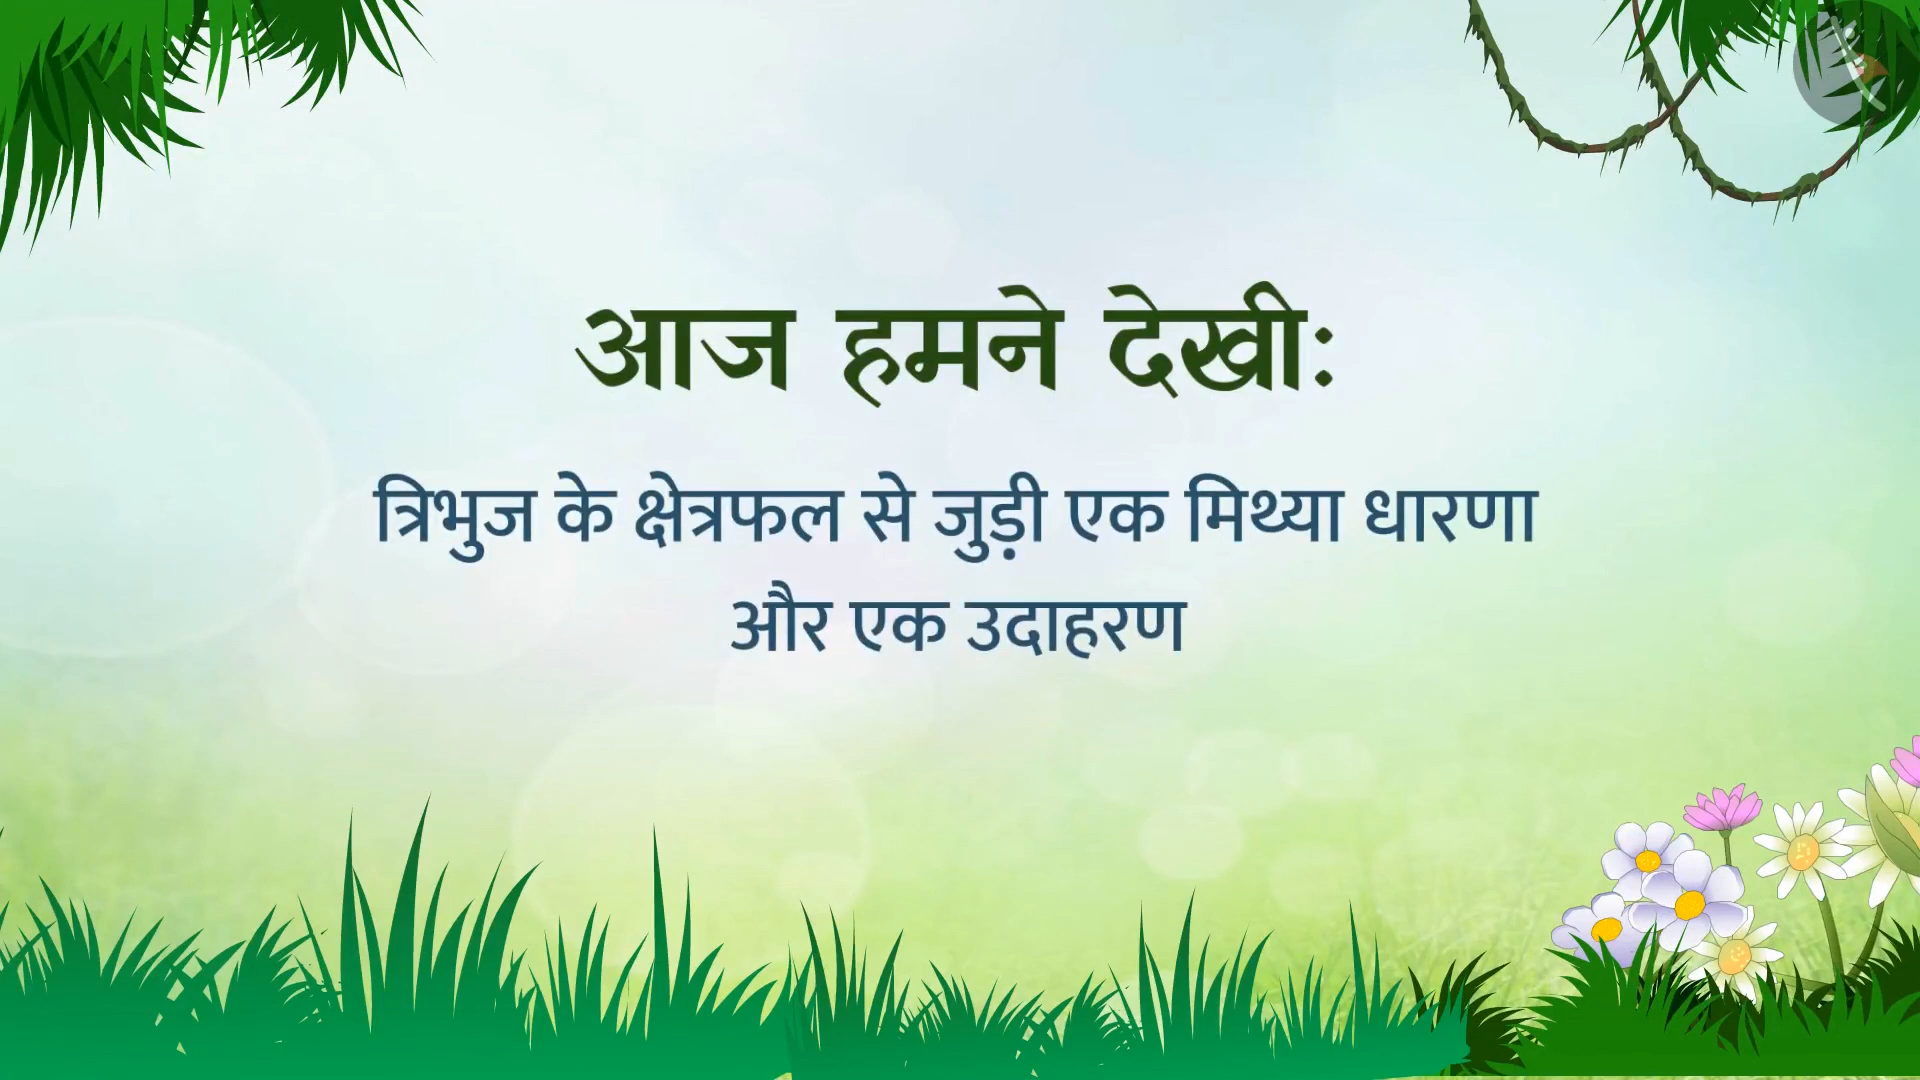 आज हमने देखी:
त्रिभुज के क्षेत्रफल से जुड़ी एक मिथ्या धारणा
और एक उदाहरण